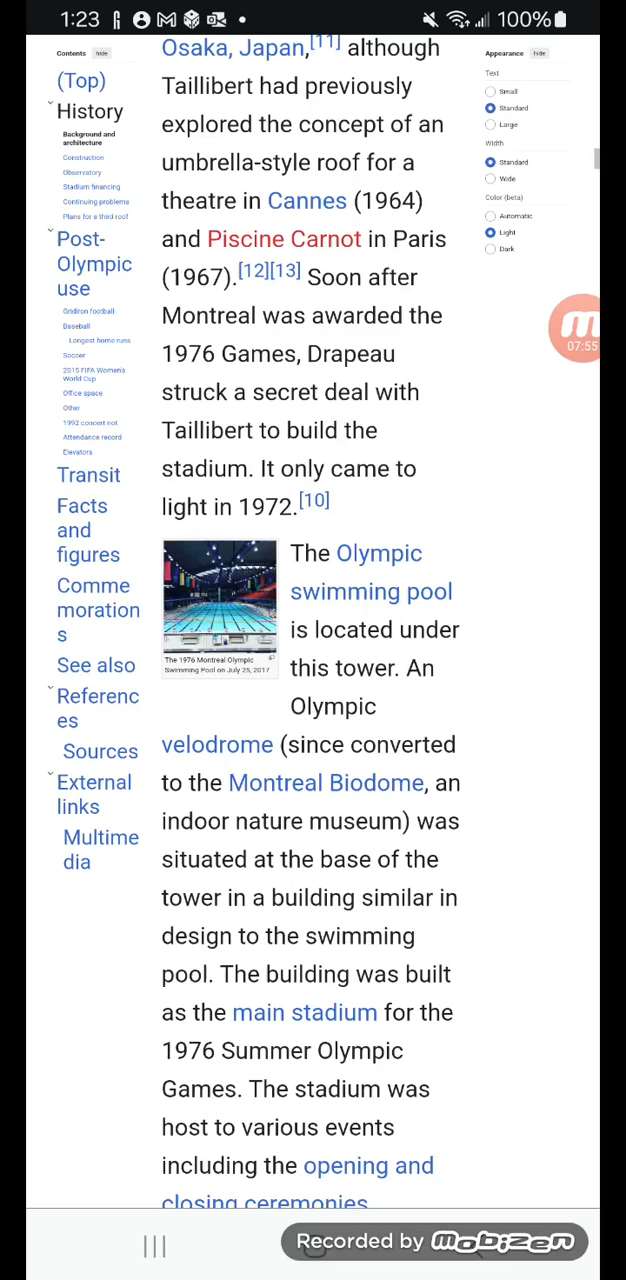 1:23
100%
Contents hide
(Top)
History
Background and
architecture
Construction
Observatory
Stadium financing
Continuing problems
Plans for a third roof
Post-
Olympic
use
Gridiron football
Baseball
Longest home runs
Soccer
2015 FIFA Women's
World Cup
Office space
Other
1992 concert riot
Attendance record
Elevators
Transit
Facts
and
figures
Comme
moration
s
See also
Referenc
es
Sources
External
links
Multime
dia
Osaka, Japan,[11] although
Taillibert had previously
explored the concept of an
umbrella-style roof for a
theatre in Cannes (1964)
and Piscine Carnot in Paris
(1967).[12][13] Soon after
Montreal was awarded the
1976 Games, Drapeau
struck a secret deal with
Taillibert to build the
stadium. It only came to
light in 1972.[10]
The 1976 Montreal Olympic
Swimming Pool on July 25, 2017
The Olympic
swimming pool
is located under
this tower. An
Olympic
velodrome (since converted
to the Montreal Biodome, an
indoor nature museum) was
situated at the base of the
tower in a building similar in
design to the swimming
pool. The building was built
as the main stadium for the
1976 Summer Olympic
Games. The stadium was
host to various events
including the opening and
closing ceremonies,
Appearance hide
Text
Small
Standard
Large
Width
Standard
Wide
Color (beta)
Automatic
Light
Dark
m
07:55
Recorded by mobizen